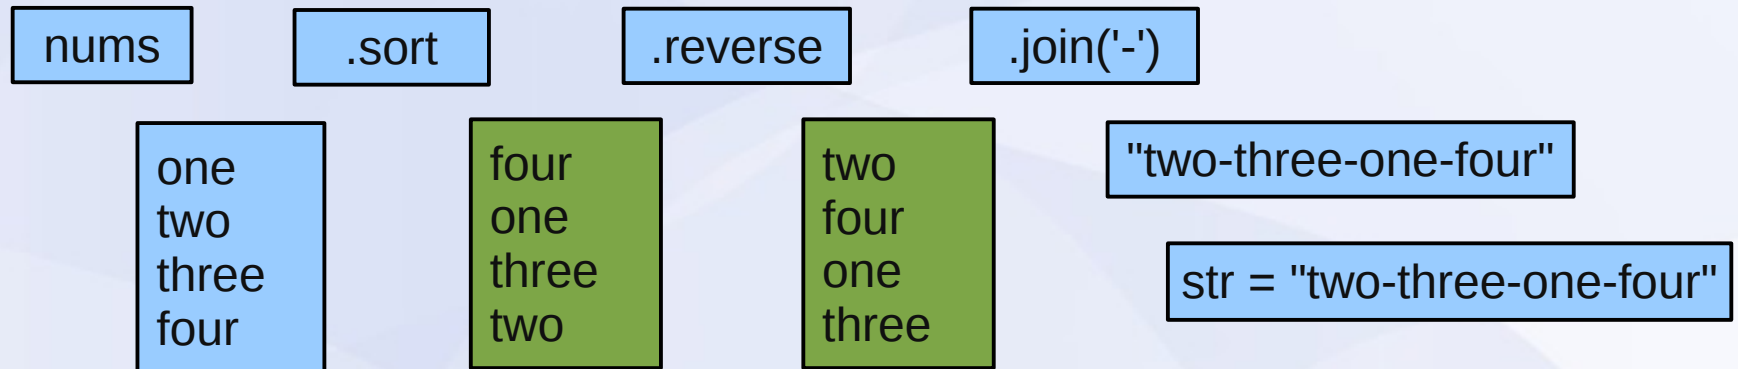 nums
.sort
.reverse
.join('-')
one
two
three
four
four
one
three
two
two
four
one
three
"two-three-one-four"
str = "two-three-one-four"